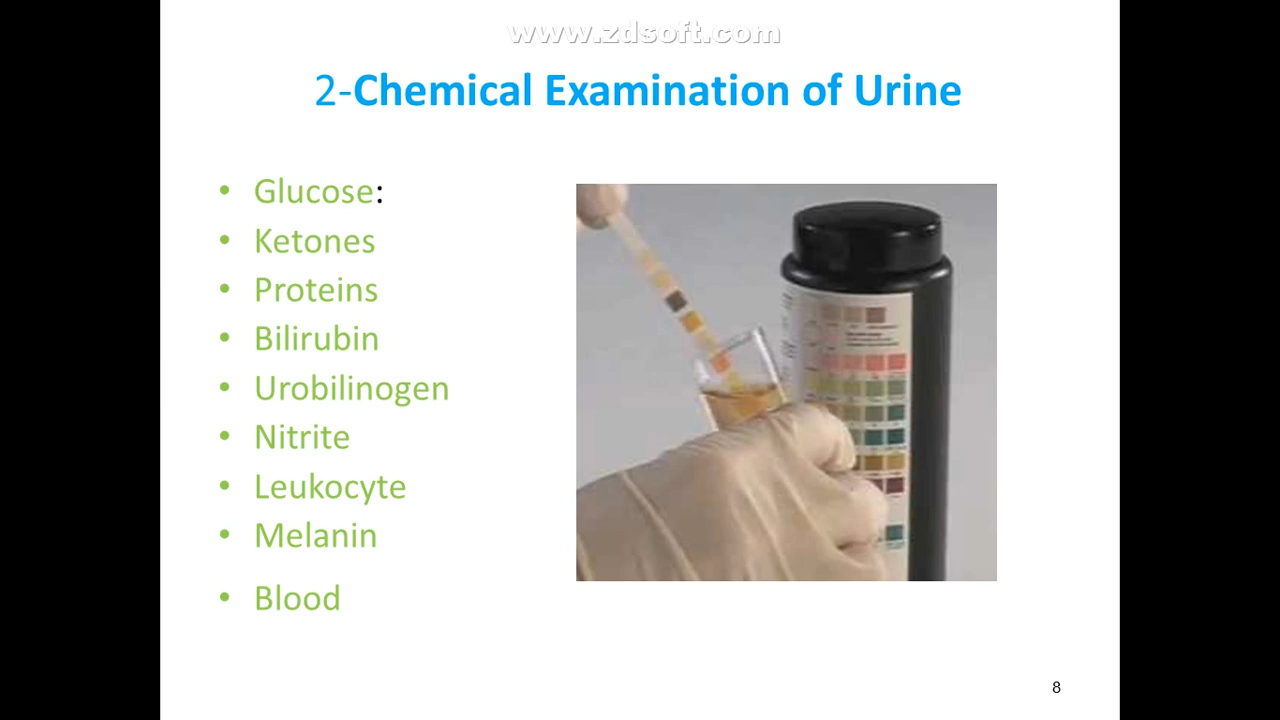 www.zdsoft.com
2-Chemical Examination of Urine
• Glucose:
• Ketones
• Proteins
• Bilirubin
• Urobilinogen
• Nitrite
• Leukocyte
• Melanin
• Blood
8